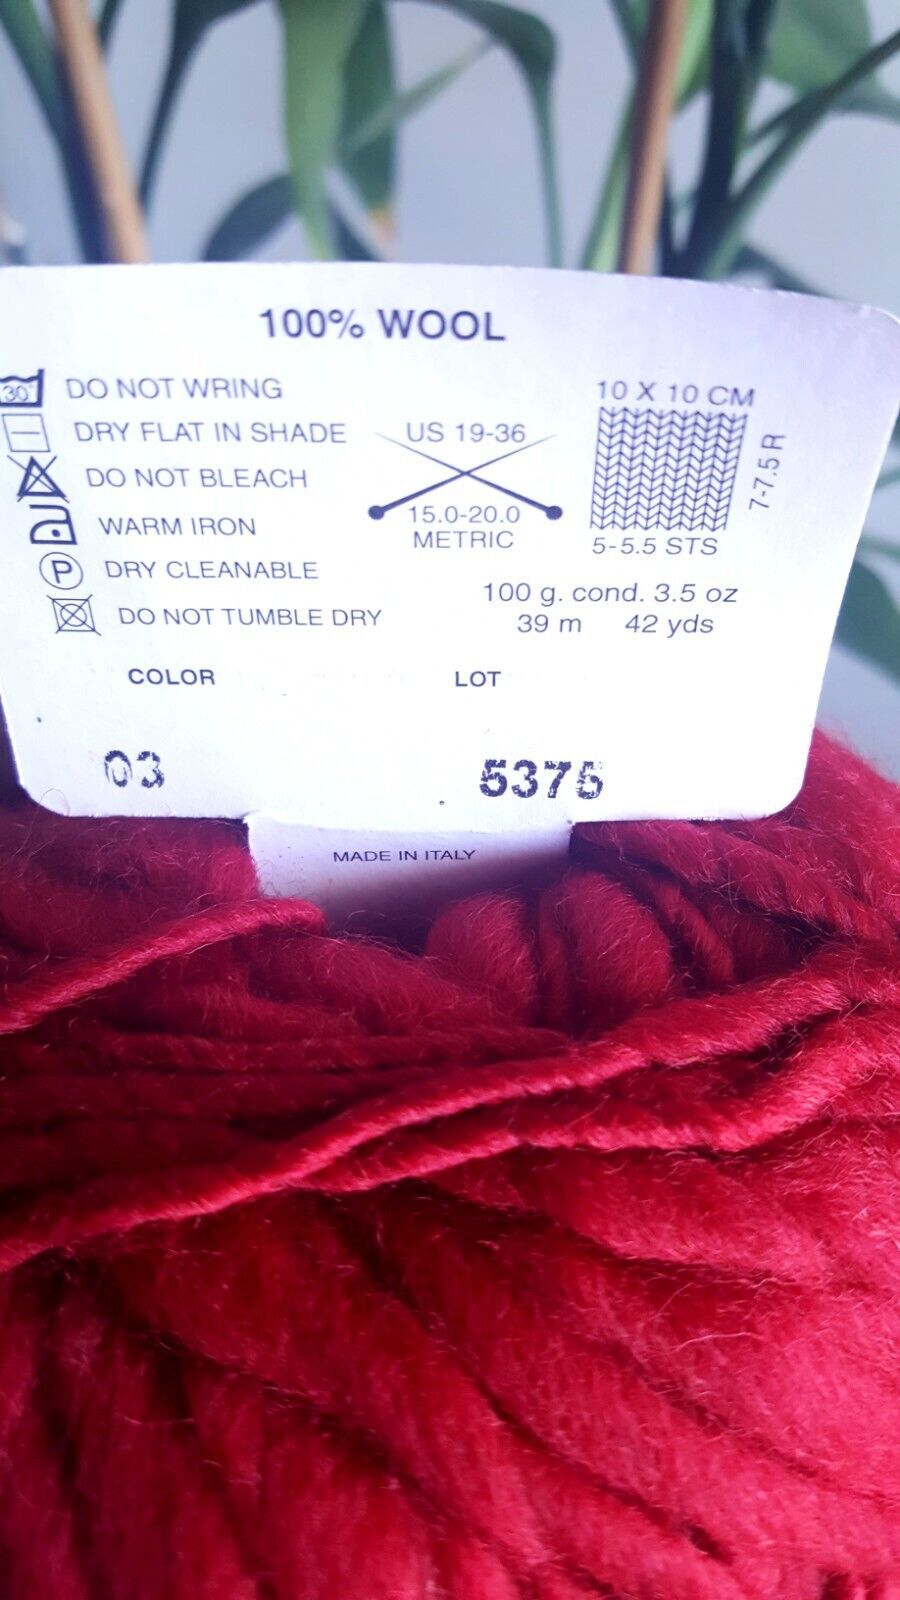 100% WOOL
30° DO NOT WRING
DRY FLAT IN SHADE
DO NOT BLEACH
WARM IRON
P DRY CLEANABLE
DO NOT TUMBLE DRY
US 19-36
15.0-20.0
METRIC
10 X 10 CM
7-7.5 R
5-5.5 STS
100 g. cond. 3.5 oz
39 m 42 yds
COLOR LOT
03 5375
MADE IN ITALY